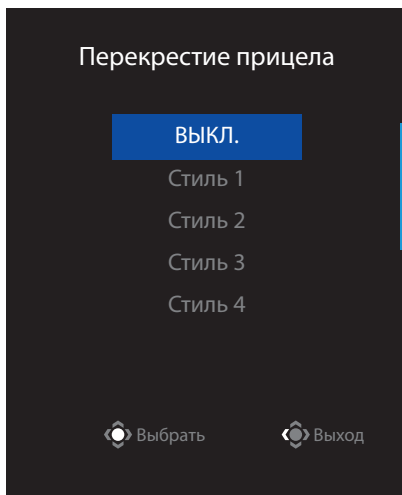 Перекрестие прицела
ВЫКЛ.
Стиль 1
Стиль 2
Стиль 3
Стиль 4
Выбрать Выход